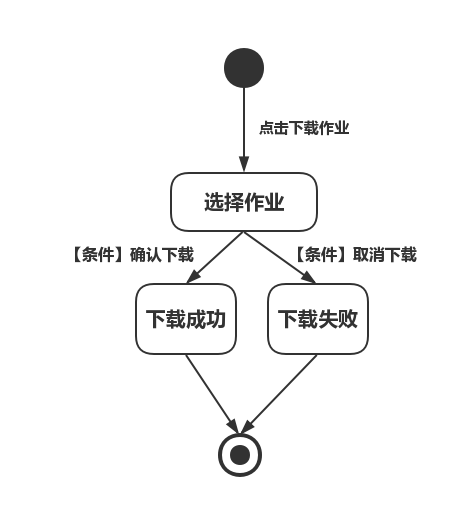 点击下载作业
选择作业
【条件】确认下载
【条件】取消下载
下载成功
下载失败